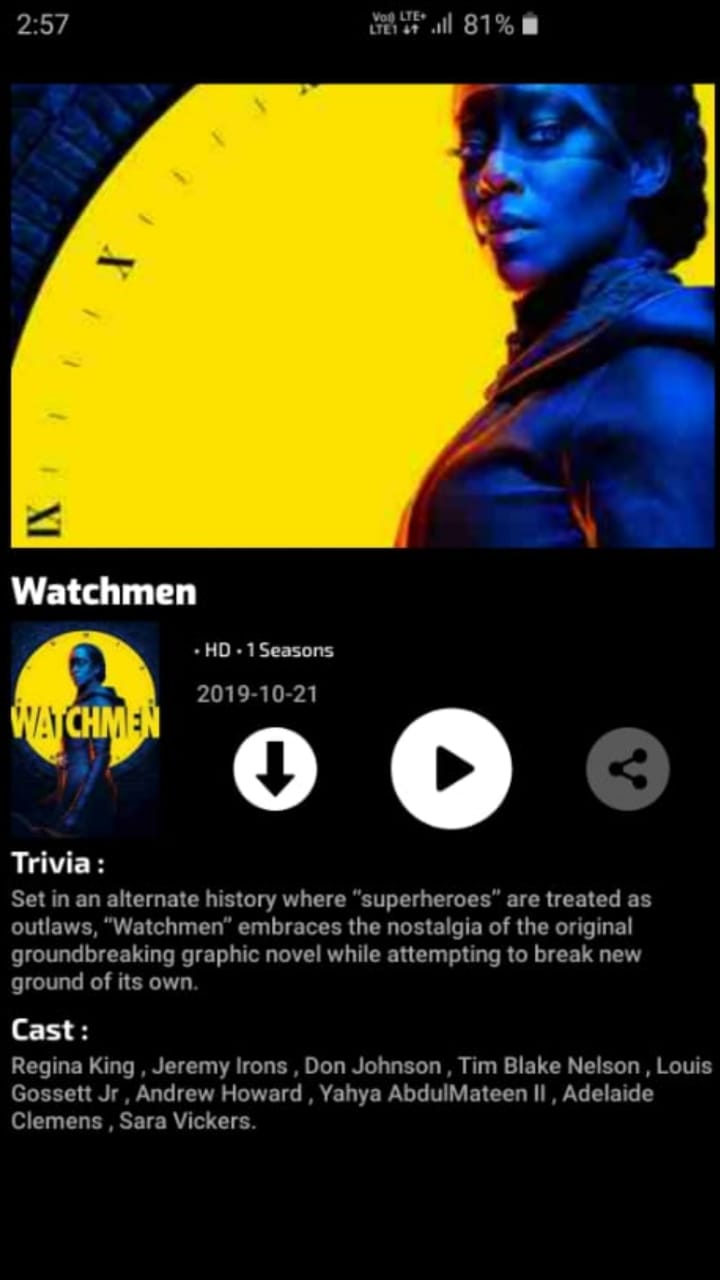 2:57
Vo)) LTE+
LTE1 81%
X
IX
Watchmen
• HD • 1 Seasons
2019-10-21
WATCHMEN
Trivia :
Set in an alternate history where “superheroes” are treated as
outlaws, “Watchmen” embraces the nostalgia of the original
groundbreaking graphic novel while attempting to break new
ground of its own.
Cast :
Regina King , Jeremy Irons , Don Johnson , Tim Blake Nelson , Louis
Gossett Jr , Andrew Howard , Yahya AbdulMateen II , Adelaide
Clemens , Sara Vickers.